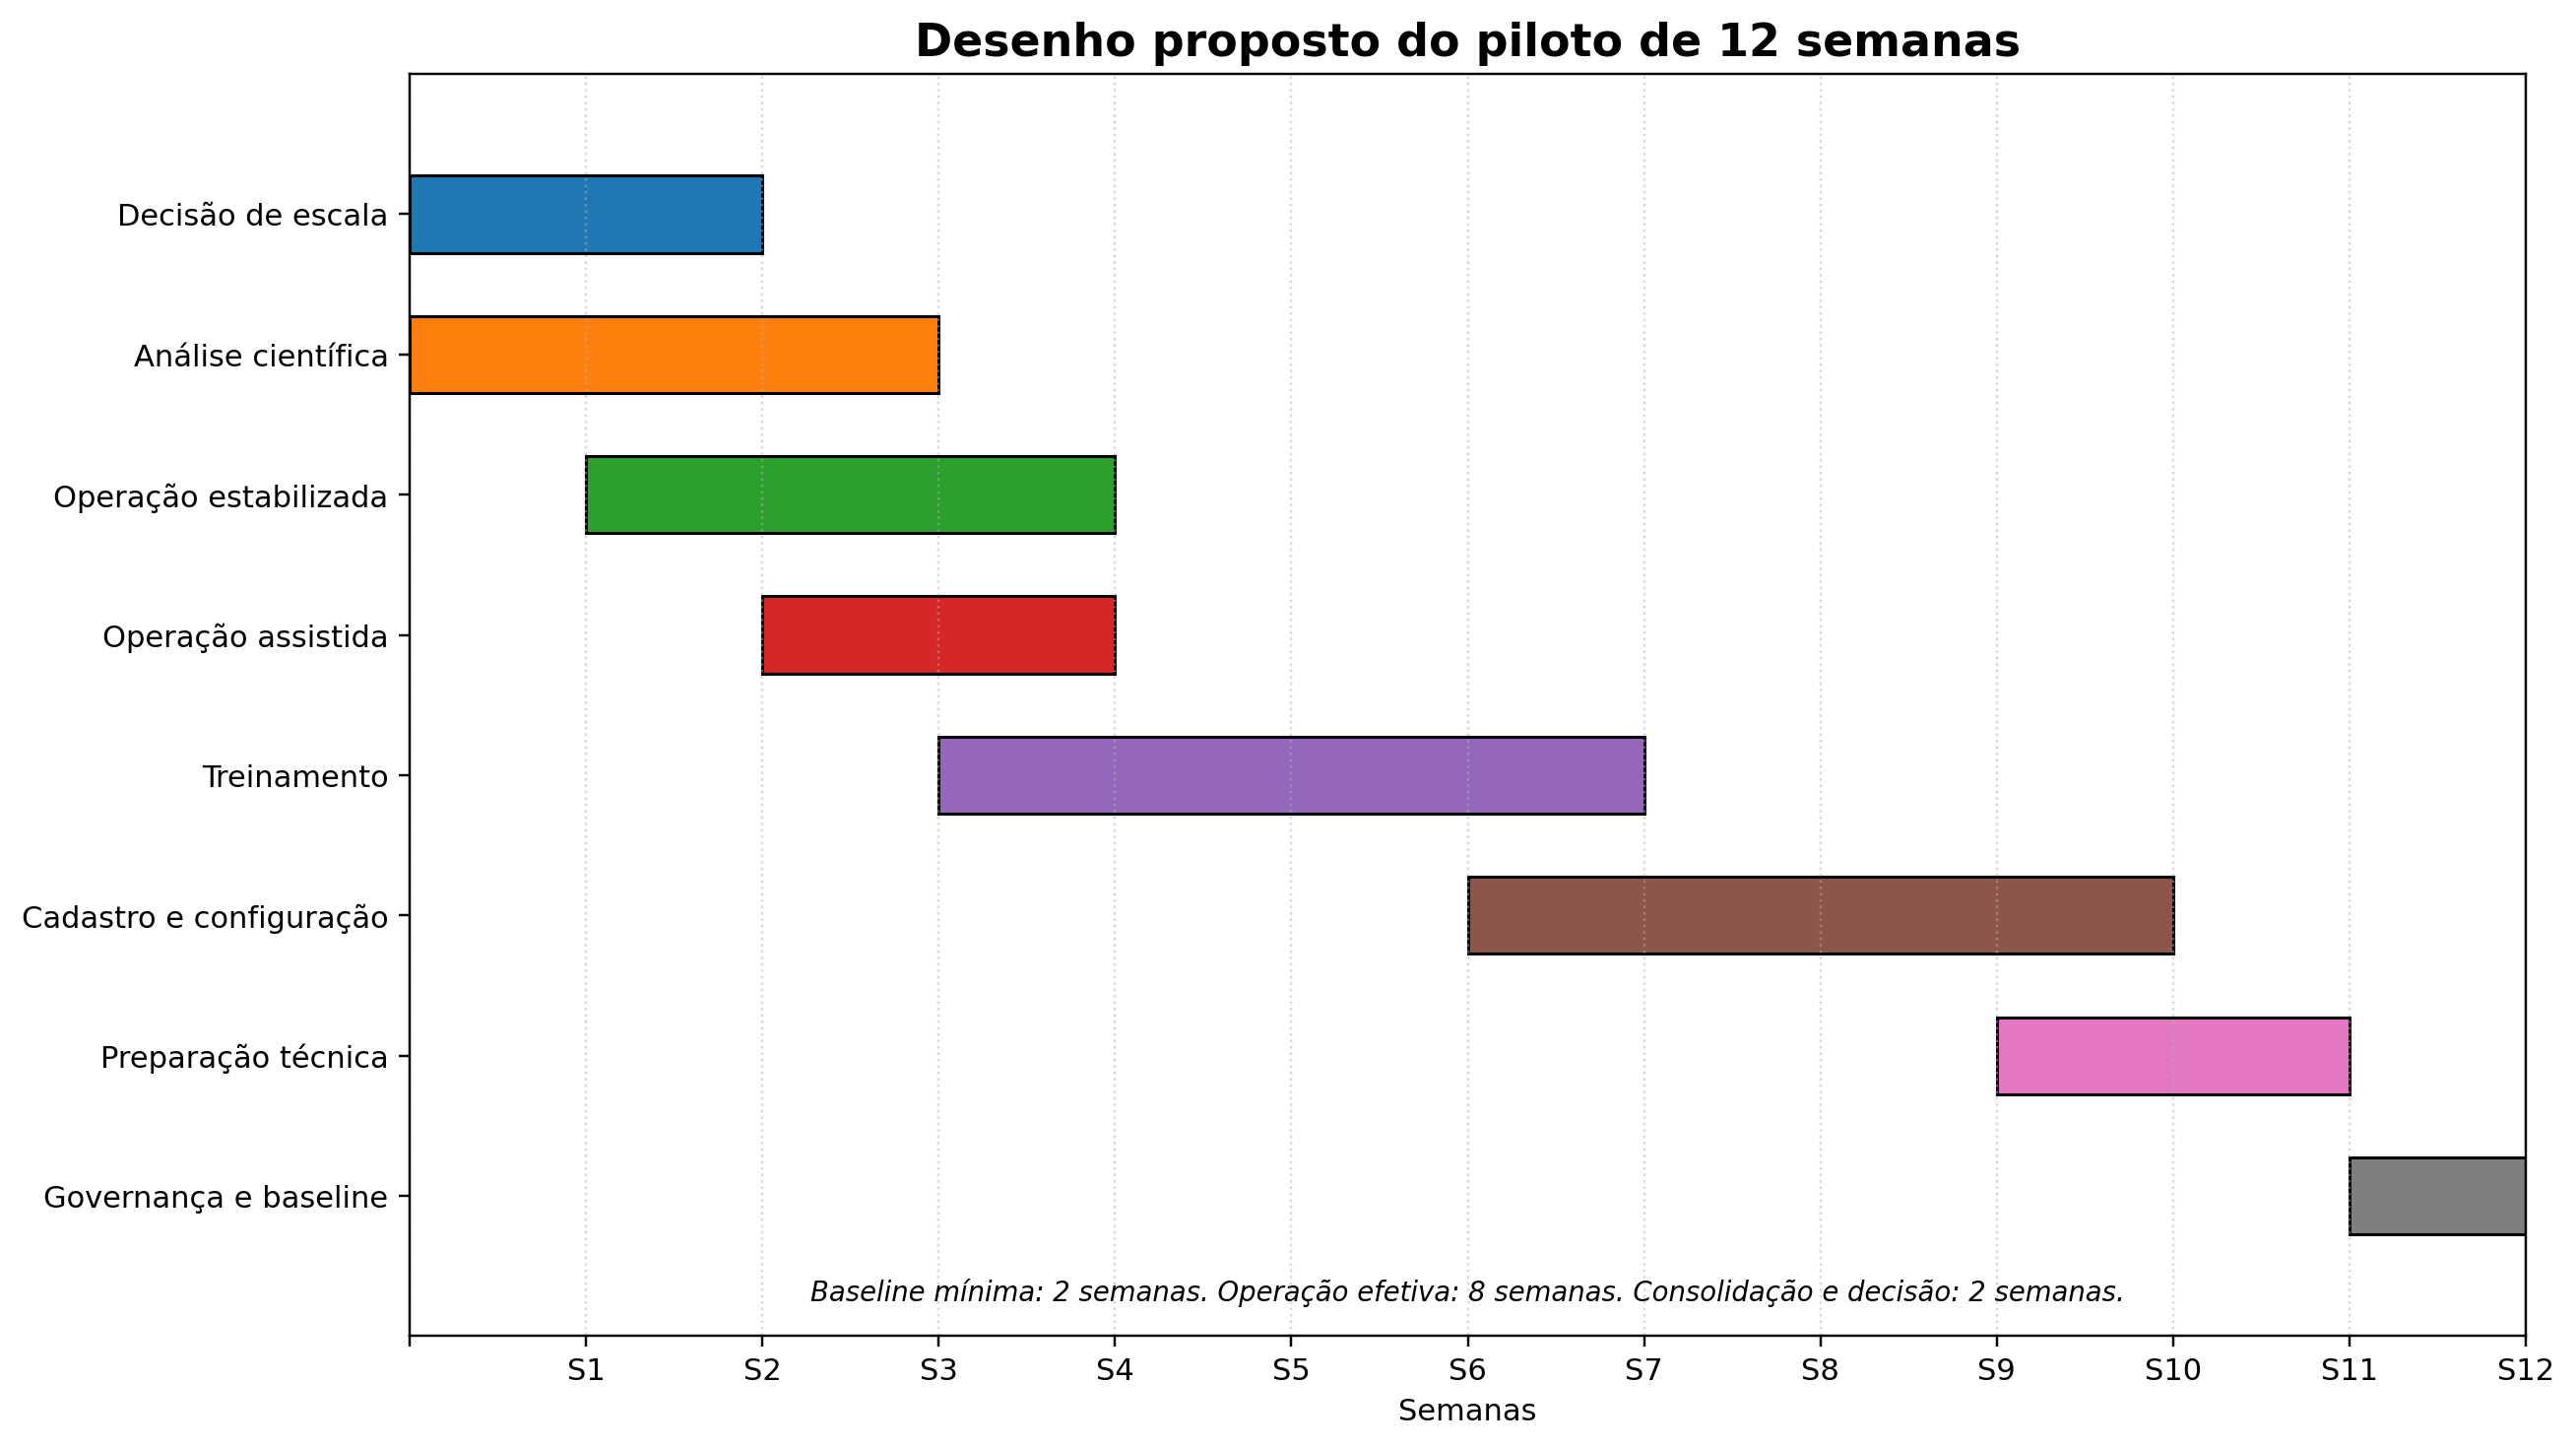 Desenho proposto do piloto de 12 semanas
Decisão de escala
Análise científica
Operação estabilizada
Operação assistida
Treinamento
Cadastro e configuração
Preparação técnica
Governança e baseline
Baseline mínima: 2 semanas. Operação efetiva: 8 semanas. Consolidação e decisão: 2 semanas.
S1 S2 S3 S4 S5 S6 S7 S8 S9 S10 S11 S12
Semanas